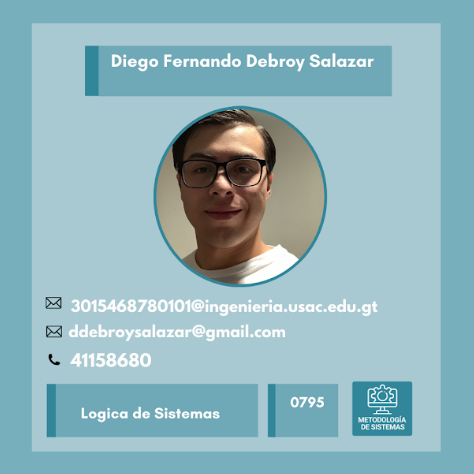 Diego Fernando Debroy Salazar
3015468780101@ingenieria.usac.edu.gt
ddebroysalazar@gmail.com
41158680
Logica de Sistemas
0795
METODOLOGÍA
DE SISTEMAS